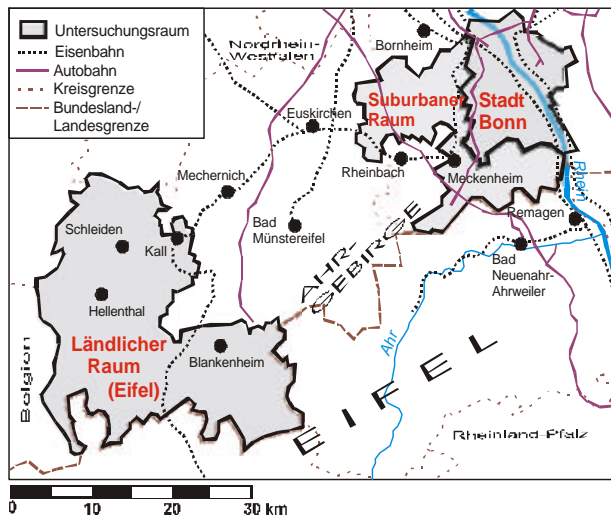 Untersuchungsraum
Eisenbahn
Autobahn
Kreisgrenze
Bundesland-/
Landesgrenze
Nordrhein-
Westfalen
Bornheim
Suburbaner
Raum
Stadt
Bonn
Euskirchen
Rheinbach
Meckenheim
Rhein
Mechernich
Bad
Münstereifel
Remagen
Schleiden
Kall
AHR-
GEBIRGE
Bad
Neuenahr-
Ahrweiler
Hellenthal
Ländlicher
Raum
(Eifel)
Blankenheim
Ahr
Belgien
EIFEL
Rheinland-Pfalz
0 10 20 30 km